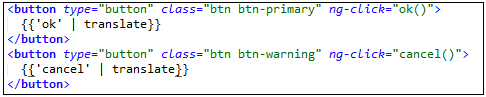 <button type="button" class="btn btn-primary" ng-click="ok()">
  {{'ok' | translate}}
</button>
<button type="button" class="btn btn-warning" ng-click="cancel()">
  {{'cancel' | translate}}
</button>